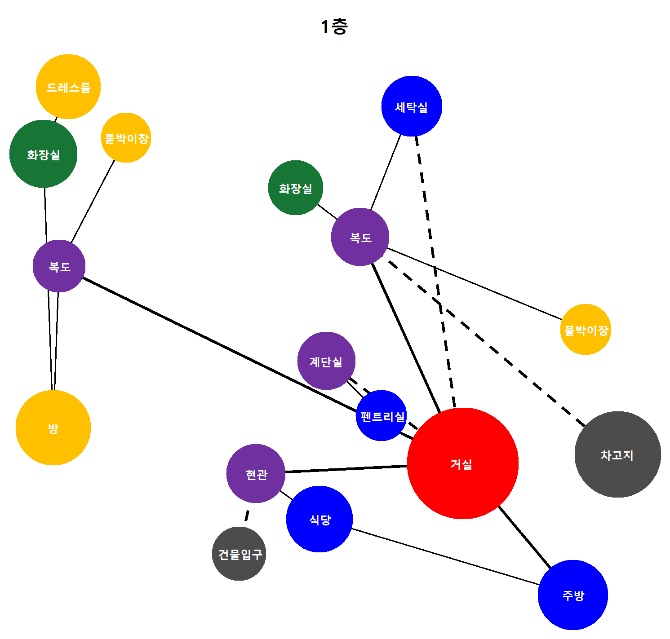 1층
드레스룸
세탁실
붙박이장
화장실
화장실
복도
복도
붙박이장
계단실
펜트리실
방
차고지
거실
현관
식당
건물입구
주방